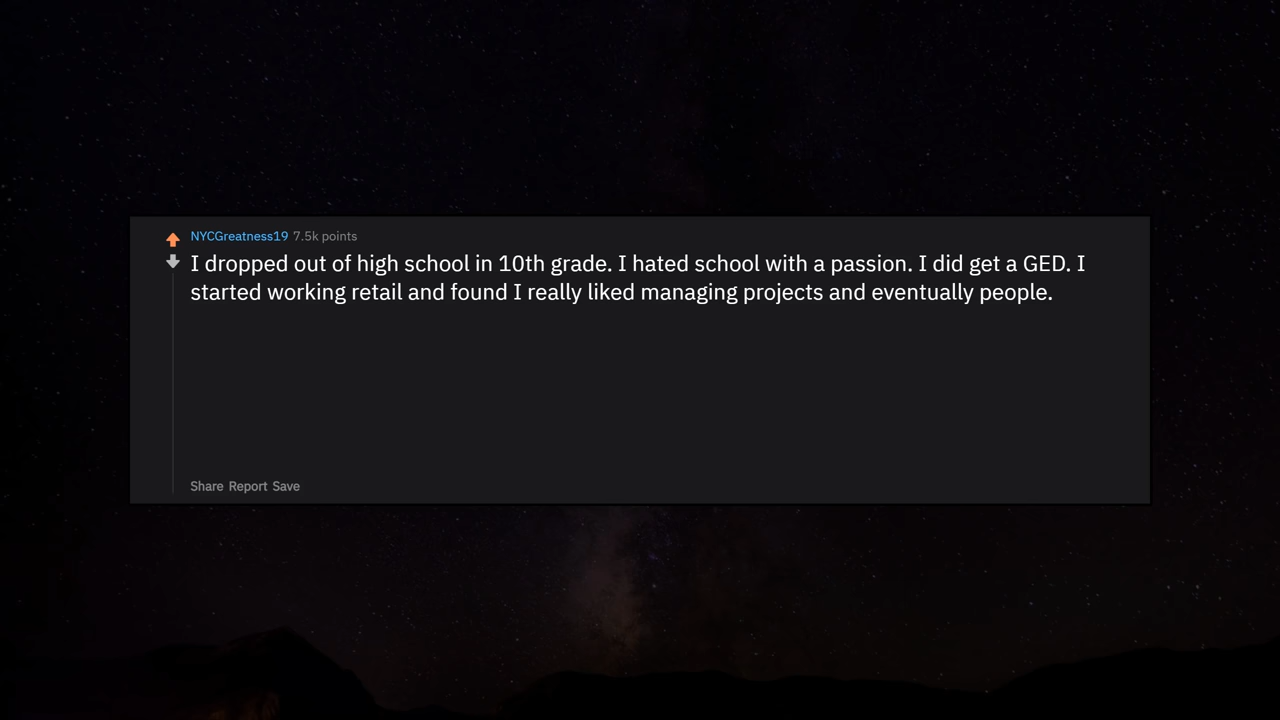 NYCGreatness19 7.5k points
I dropped out of high school in 10th grade. I hated school with a passion. I did get a GED. I
started working retail and found I really liked managing projects and eventually people.
Share Report Save